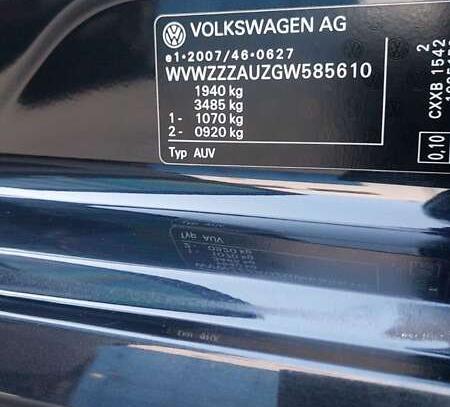 VOLKSWAGEN AG
e1*2007/46*0627
WVWZZZAUZGW585610
1940 kg
3485 kg
1- 1070 kg
2- 0920 kg
Typ AUV
0,10
CXXB 1542
2